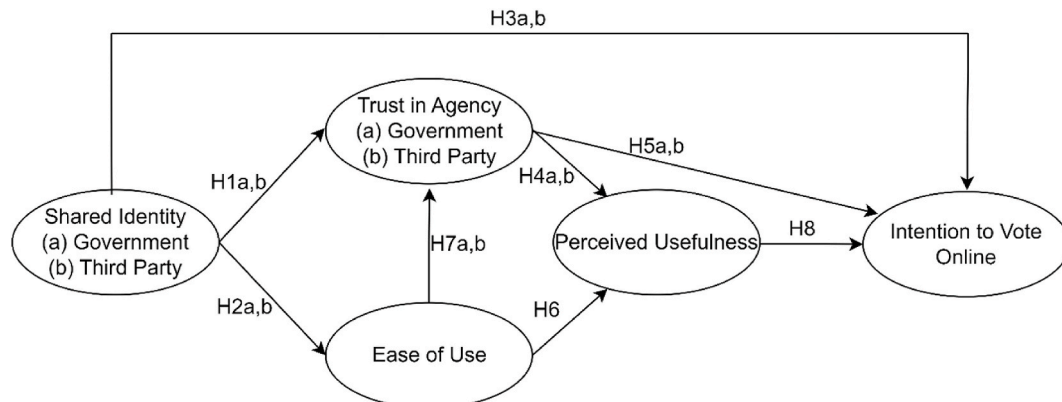 H3a,b
Trust in Agency
(a) Government
(b) Third Party
H5a,b
H1a,b
H4a,b
Shared Identity
(a) Government
(b) Third Party
H7a,b
Perceived Usefulness
H8
Intention to Vote
Online
H2a,b
H6
Ease of Use